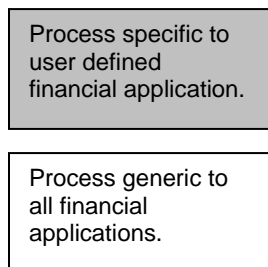 Process specific to
user defined
financial application.
Process generic to
all financial
applications.